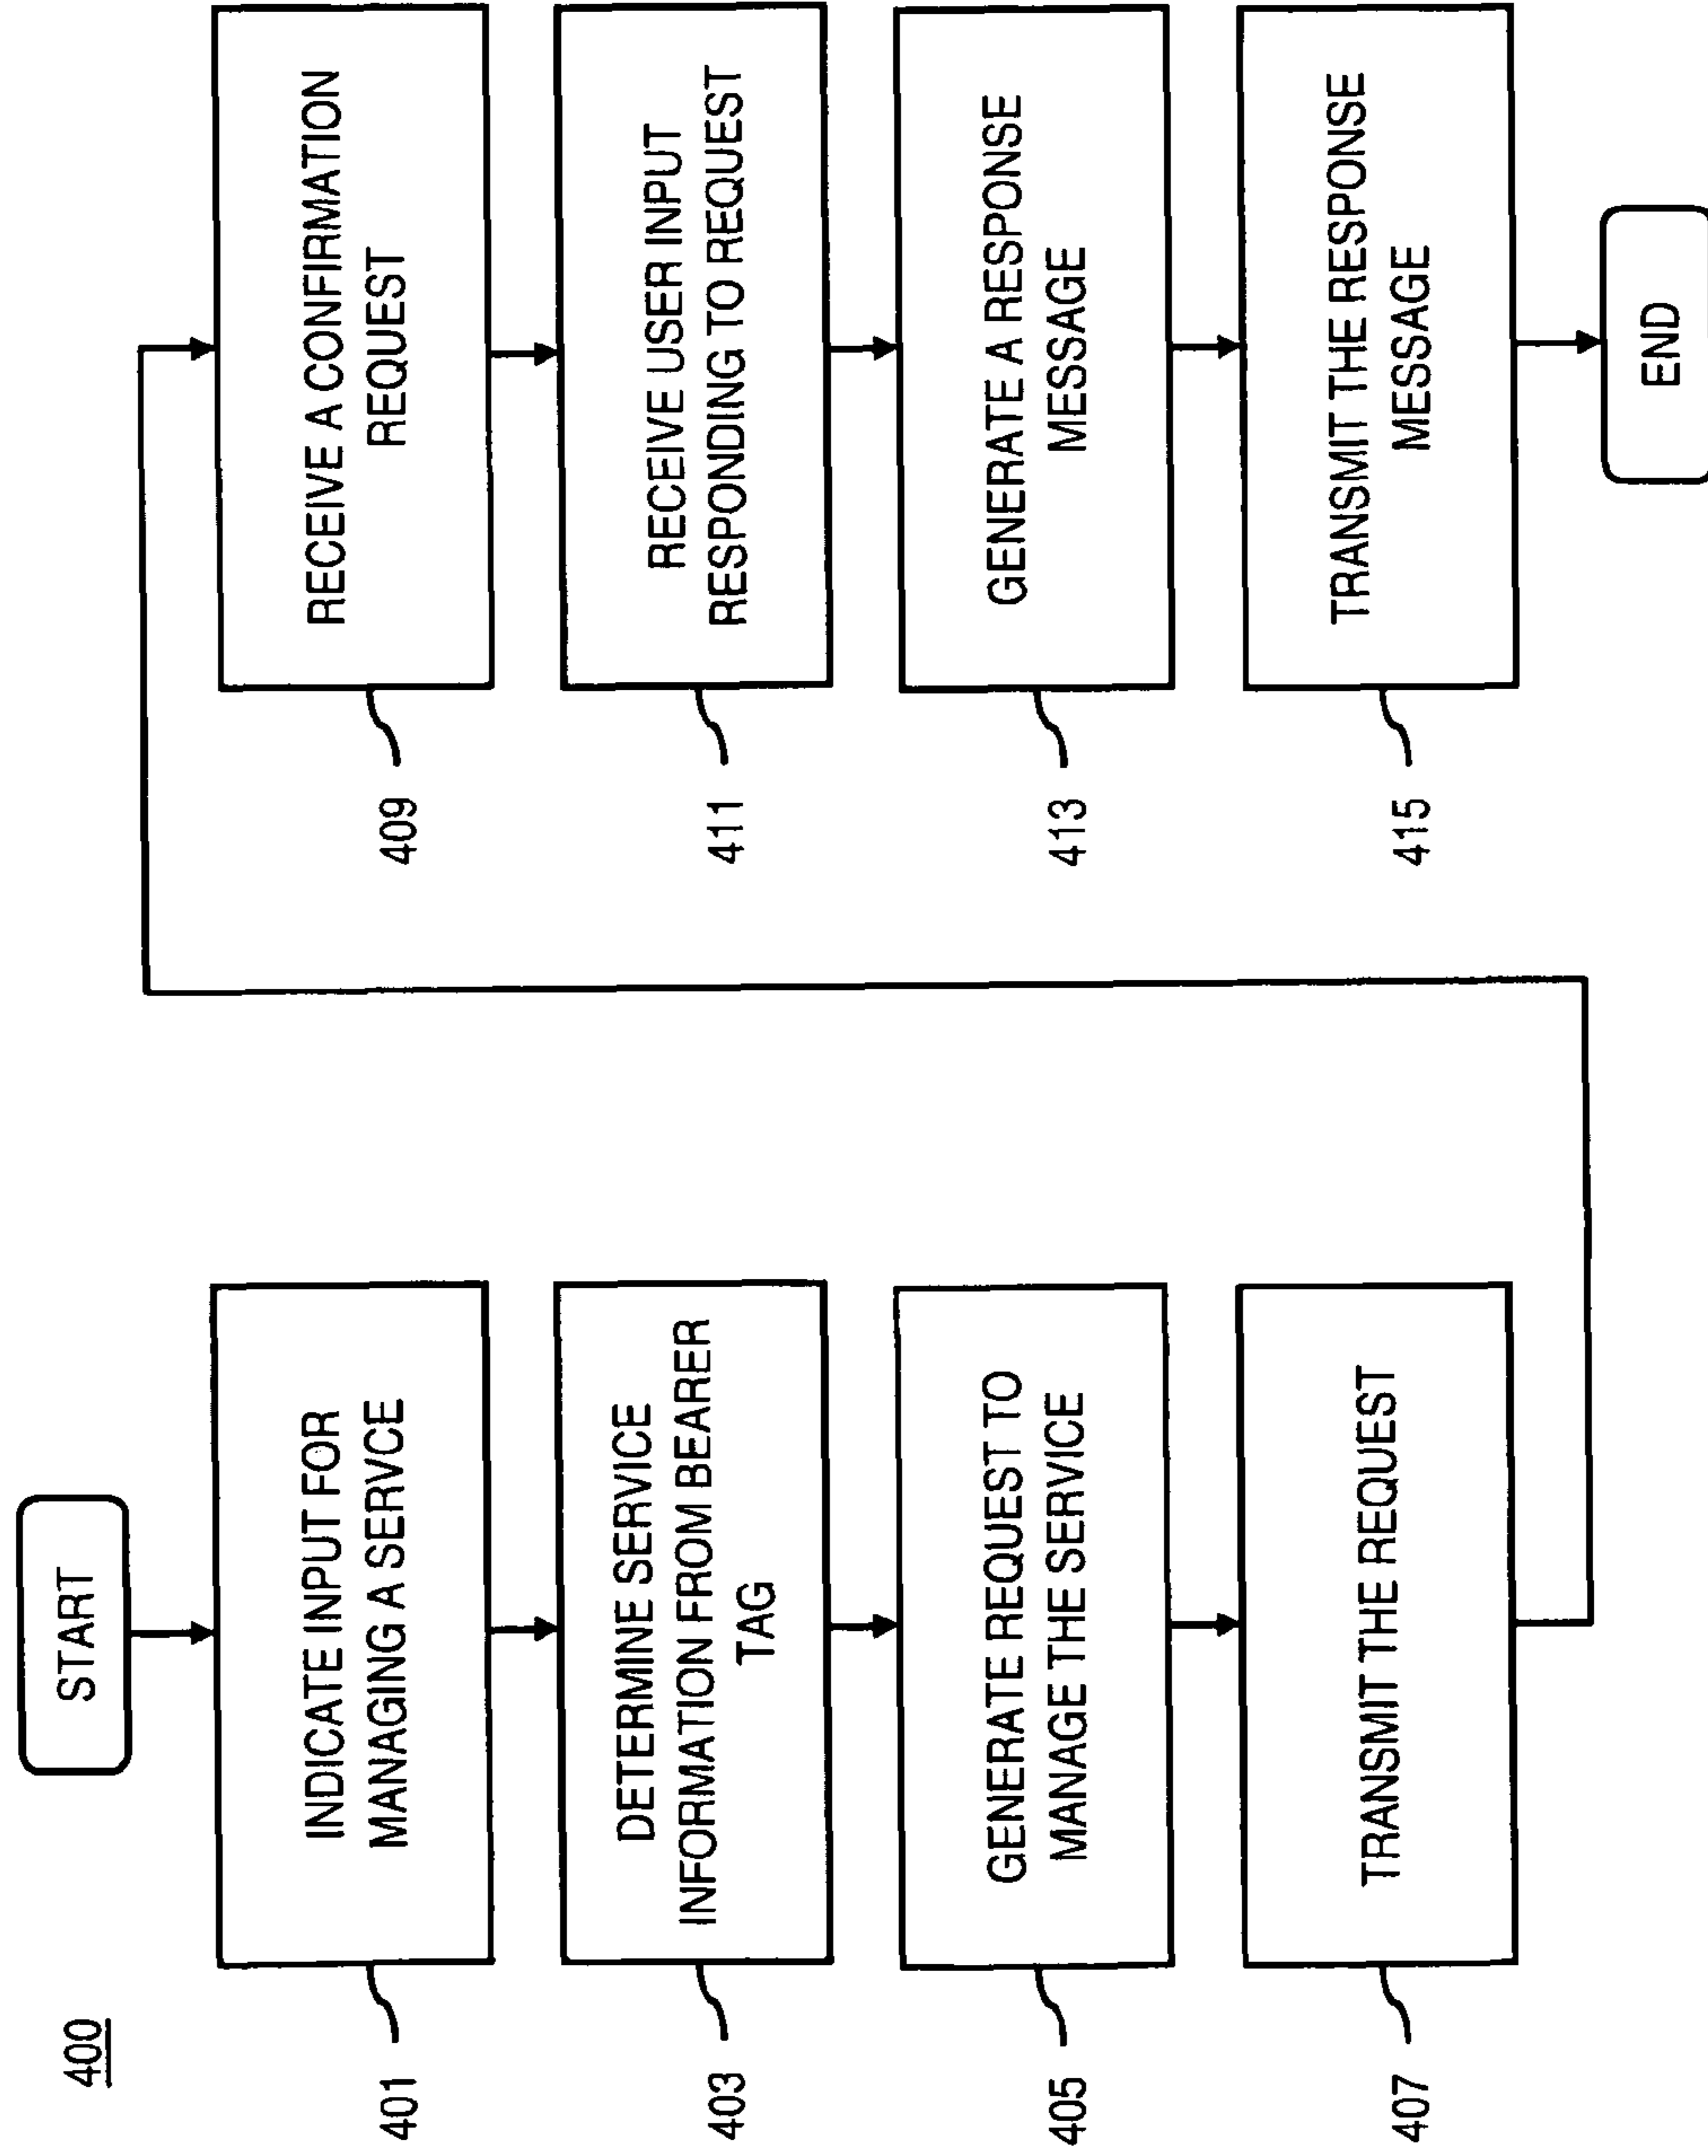 400
START
401
INDICATE INPUT FOR
MANAGING A SERVCE
403
DETERMINE SERVICE
INFORMATION FROM BEARER
TAG
405
GENERATE REQUEST TO
MANAGE THE SERVICE
407
TRANSMIT THE REQUEST
409
RECEIVE A CONFIRMATION
REQUEST
411
RECEIVE USER INPUT
RESPONDING TO REQUEST
413
GENERATE A RESPONSE
MESSAGE
415
TRANSMIT THE RESPONSE
MESSAGE
END